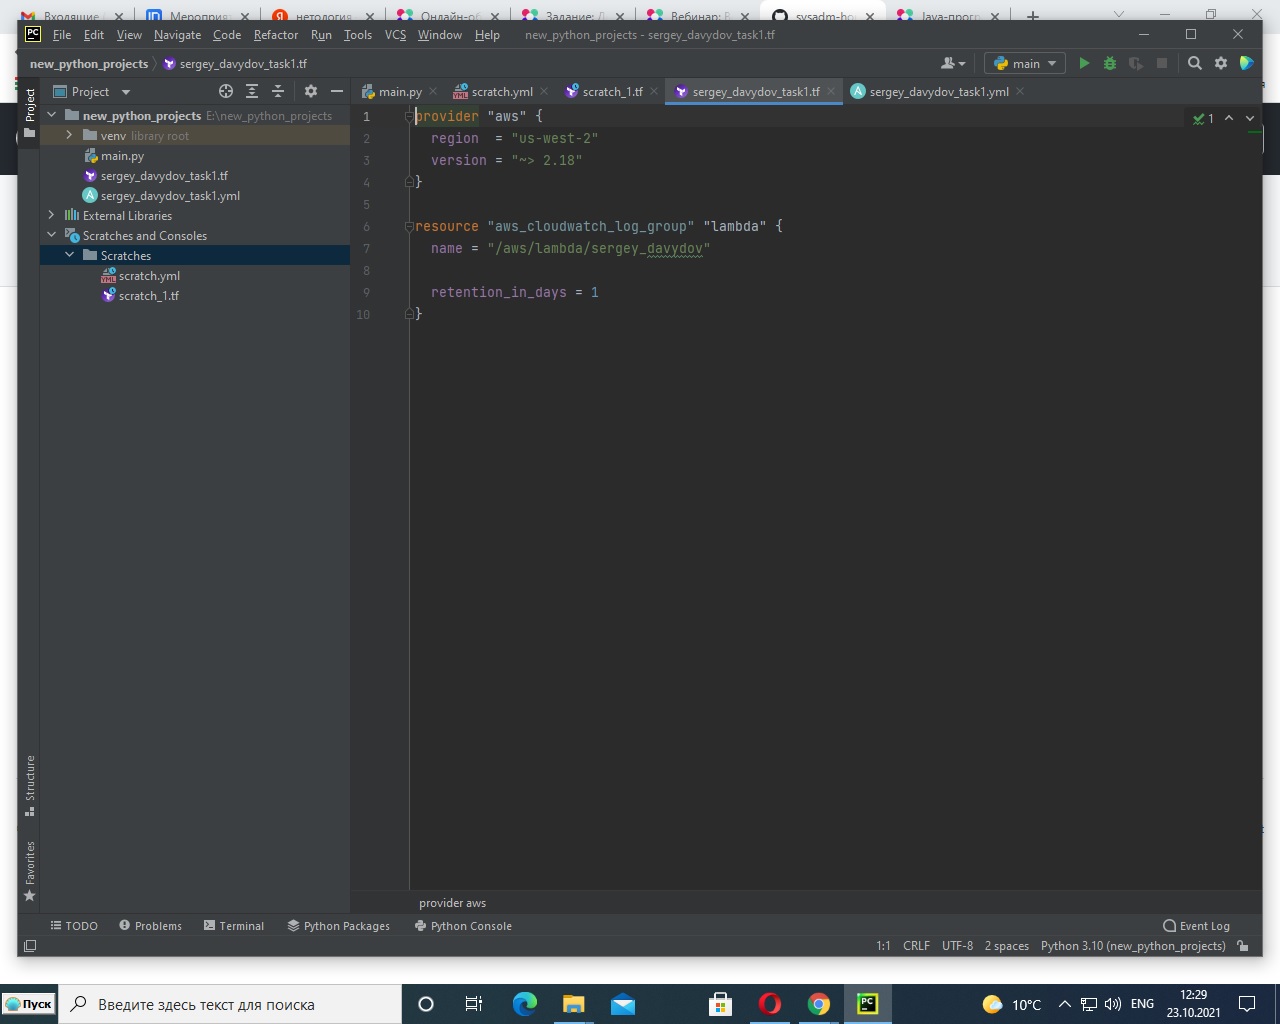 Входящие
Мероприя
нетология
Онлайн-об
Задание: Д
Вебинар: В
sysadm-ho
Java-прогр
PC File Edit View Navigate Code Refactor Run Tools VCS Window Help new_python_projects - sergey_davydov_task1.tf
new_python_projects sergey_davydov_task1.tf main
Project
main.py scratch.yml scratch_1.tf sergey_davydov_task1.tf sergey_davydov_task1.yml
Project
new_python_projects E:\new_python_projects
venv library root
main.py
sergey_davydov_task1.tf
sergey_davydov_task1.yml
External Libraries
Scratches and Consoles
Scratches
scratch.yml
scratch_1.tf
1 provider "aws" {
2 region = "us-west-2"
3 version = "~> 2.18"
4 }
5
6 resource "aws_cloudwatch_log_group" "lambda" {
7 name = "/aws/lambda/sergey_davydov"
8
9 retention_in_days = 1
10 }
1
Structure
Favorites
provider aws
TODO Problems Terminal Python Packages Python Console Event Log
1:1 CRLF UTF-8 2 spaces Python 3.10 (new_python_projects)
Пуск
Введите здесь текст для поиска
PC
10°C
ENG
12:29
23.10.2021